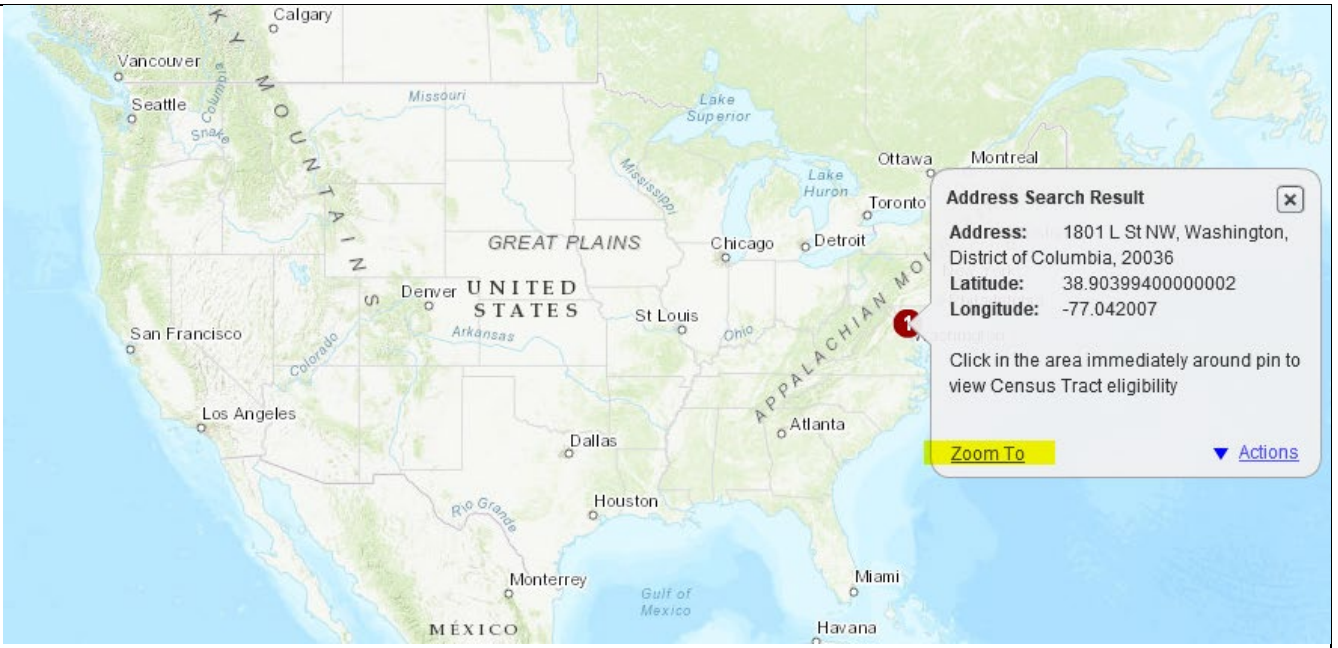 Calgary
Vancouver
Seattle
Columbia
Snake
ROCKY MOUNTAINS
Missouri
Lake
Superior
Mississippi
Ottawa
Montreal
Lake
Huron
Toronto
GREAT PLAINS
Chicago
Detroit
Denver
UNITED
STATES
St Louis
Ohio
San Francisco
Colorado
Arkansas
APPALACHIAN
Los Angeles
Atlanta
Dallas
Houston
Rio Grande
Monterrey
Gulf of
Mexico
Miami
MÉXICO
Havana
1
Address Search Result
Address: 1801 L St NW, Washington,
District of Columbia, 20036
Latitude: 38.90399400000002
Longitude: -77.042007
Click in the area immediately around pin to
view Census Tract eligibility
Zoom To
Actions